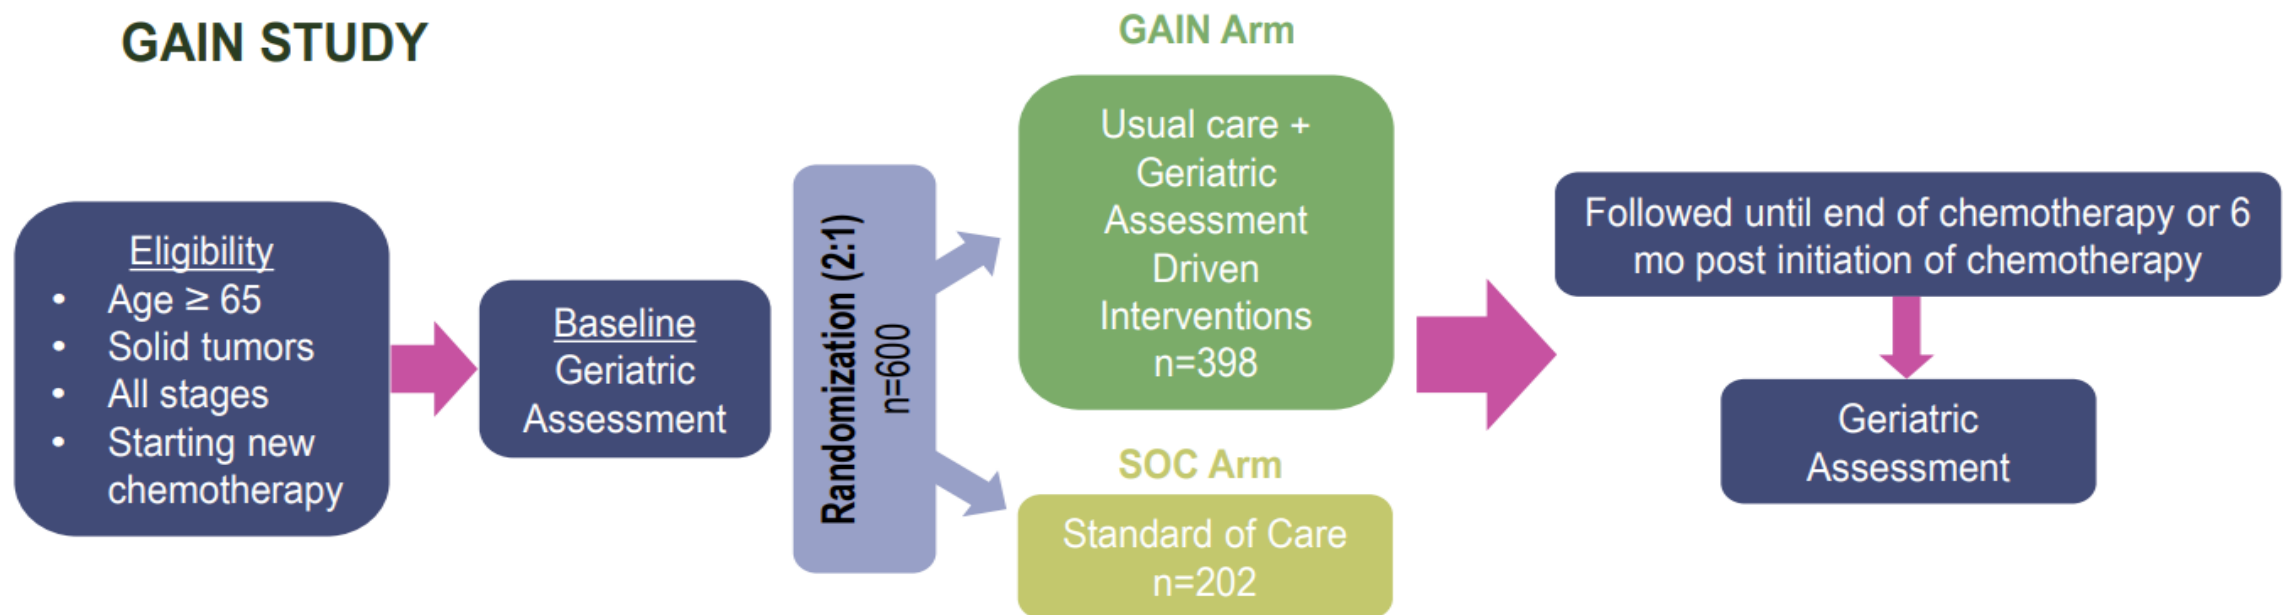 GAIN STUDY
Eligibility
• Age ≥ 65
• Solid tumors
• All stages
• Starting new
chemotherapy
Baseline
Geriatric
Assessment
Randomization (2:1)
n=600
GAIN Arm
Usual care +
Geriatric
Assessment
Driven
Interventions
n=398
SOC Arm
Standard of Care
n=202
Followed until end of chemotherapy or 6
mo post initiation of chemotherapy
Geriatric
Assessment